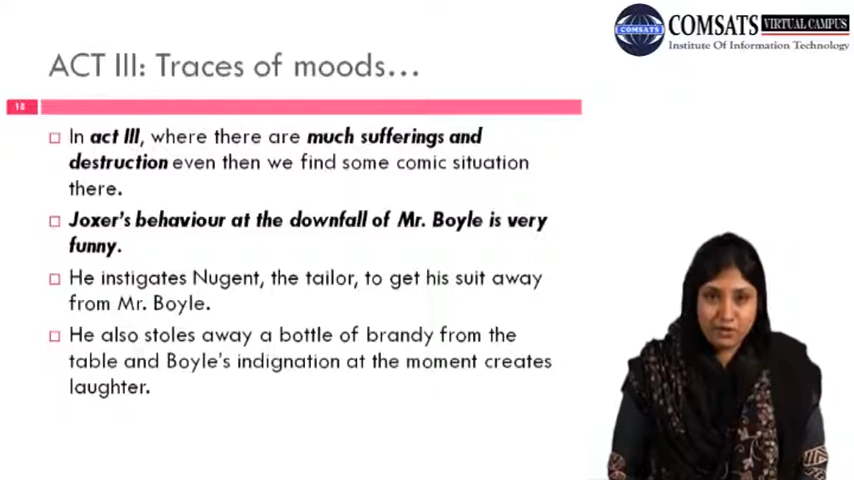 COMSATS VIRTUAL CAMPUS
COMSATS
Institute Of Information Technology
ACT III: Traces of moods...
18
In act III, where there are much sufferings and
destruction even then we find some comic situation
there.
Joxer's behaviour at the downfall of Mr. Boyle is very
funny.
He instigates Nugent, the tailor, to get his suit away
from Mr. Boyle.
He also stoles away a bottle of brandy from the
table and Boyle's indignation at the moment creates
laughter.